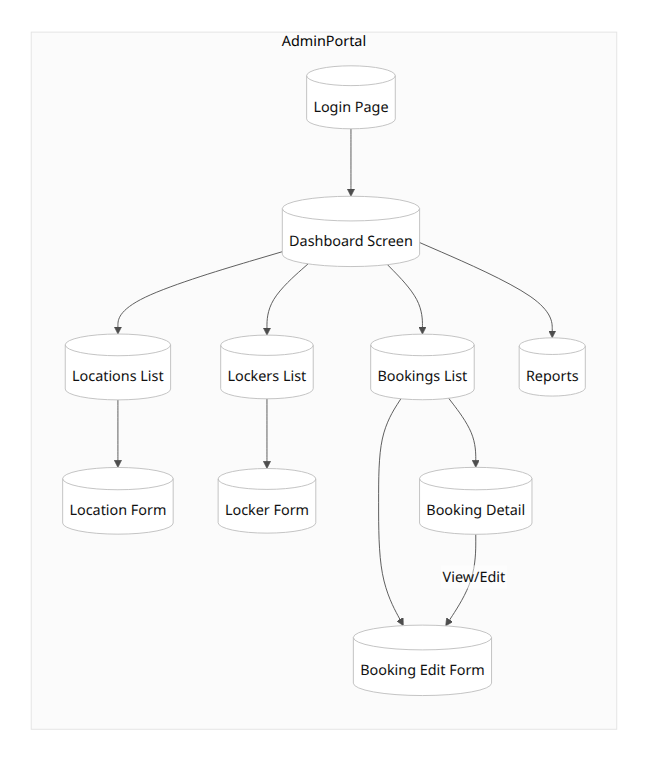 AdminPortal
Login Page
Dashboard Screen
Locations List
Lockers List
Bookings List
Reports
Location Form
Locker Form
Booking Detail
View/Edit
Booking Edit Form